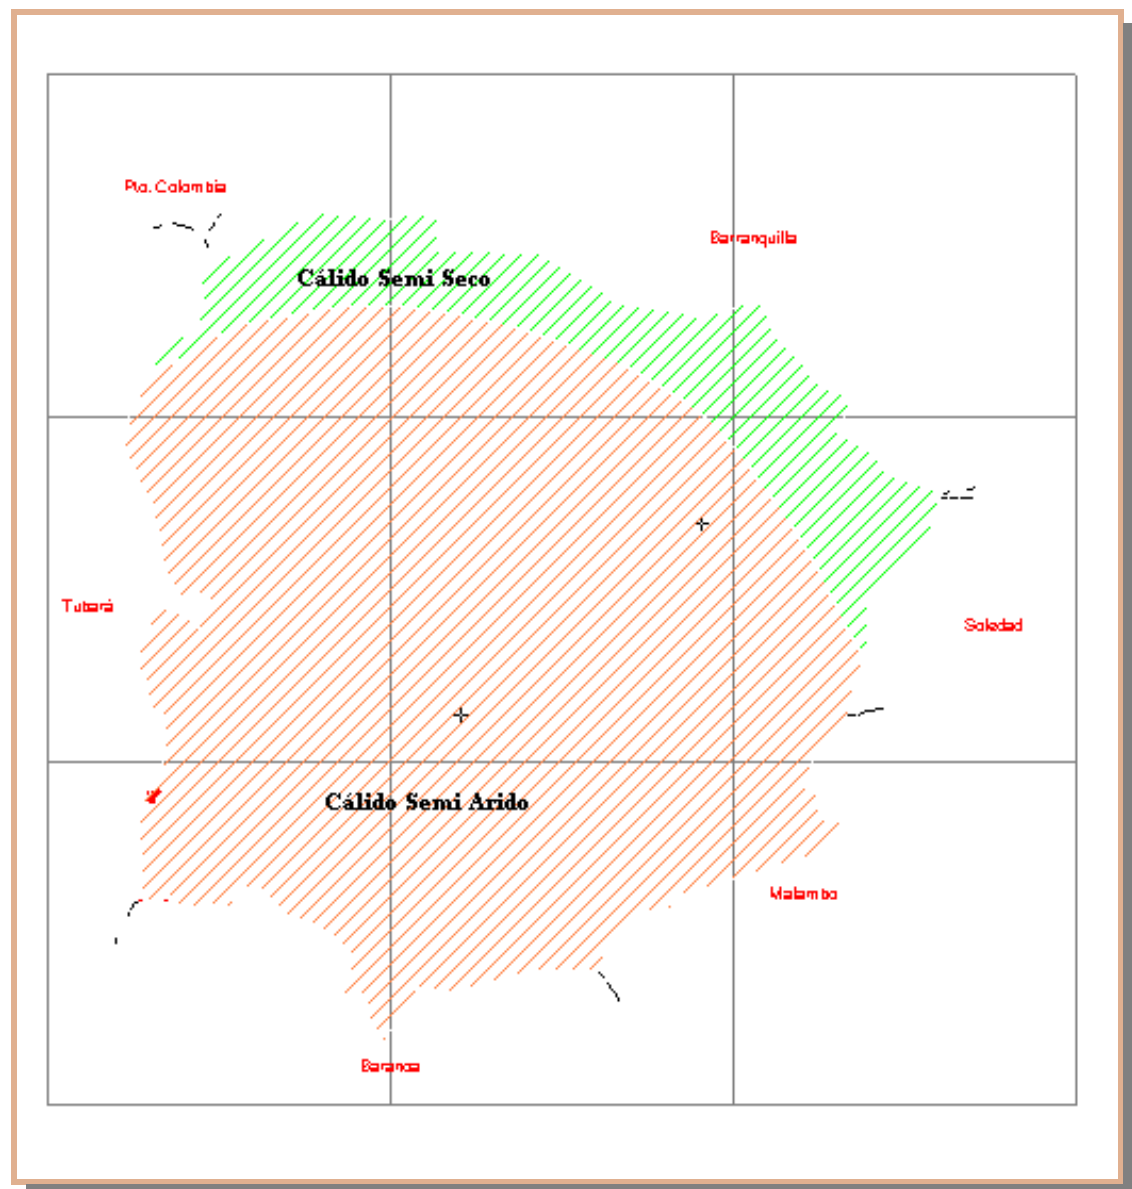 Pto. Colombia
Barranquilla
Cálido Semi Seco
Tubará
Soledad
Cálido Semi Arido
Malambo
Baranoa